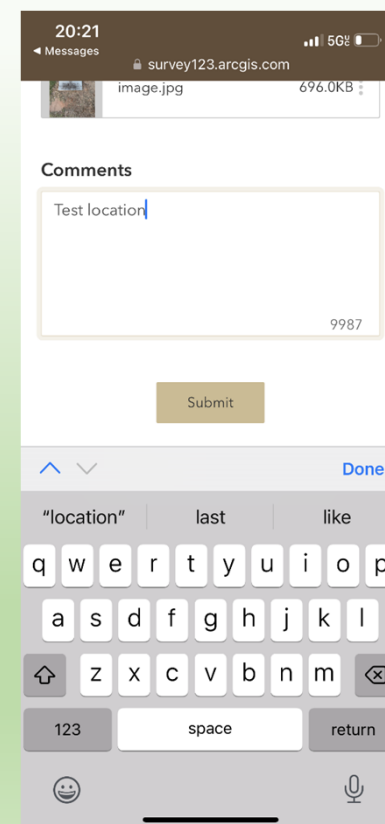 20:21
5G
◀ Messages
survey123.arcgis.com
image.jpg 696.0KB
Comments
Test location
9987
Submit
Done
“location” last like
q w e r t y u i o p
a s d f g h j k l
z x c v b n m
123 space return